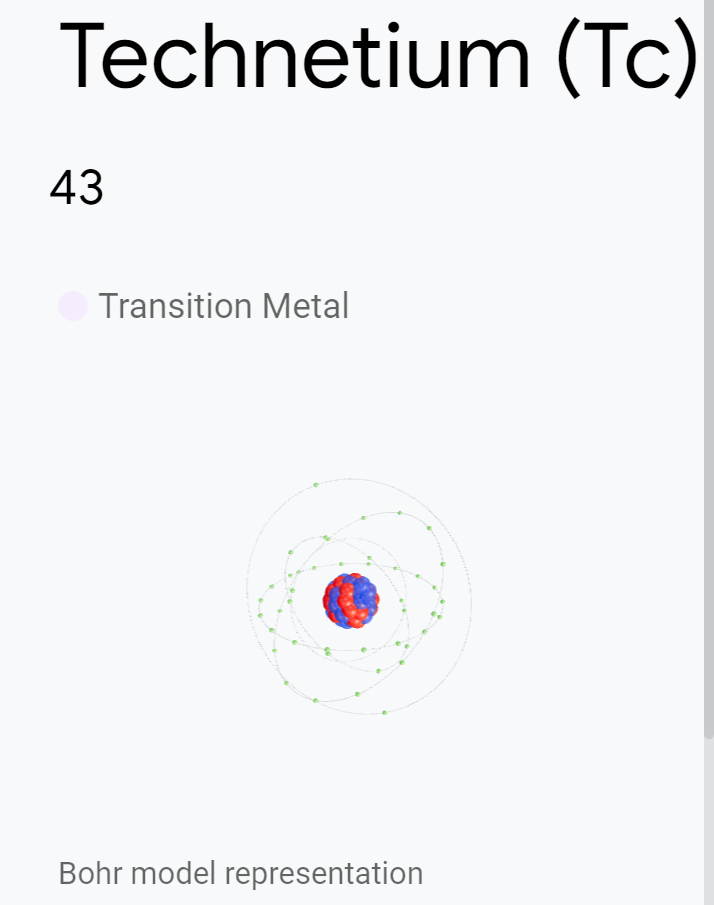 Technetium (Tc)
43
Transition Metal
Bohr model representation